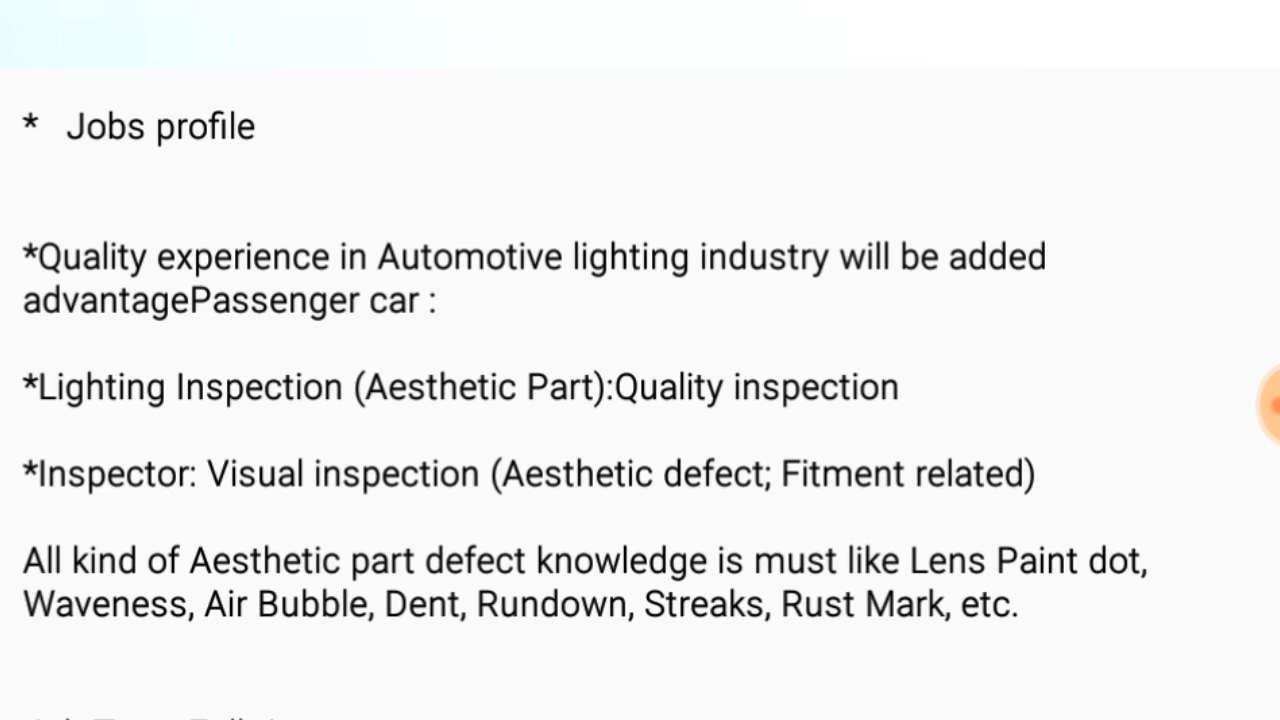 * Jobs profile
*Quality experience in Automotive lighting industry will be added
advantagePassenger car :
*Lighting Inspection (Aesthetic Part):Quality inspection
*Inspector: Visual inspection (Aesthetic defect; Fitment related)
All kind of Aesthetic part defect knowledge is must like Lens Paint dot,
Waveness, Air Bubble, Dent, Rundown, Streaks, Rust Mark, etc.